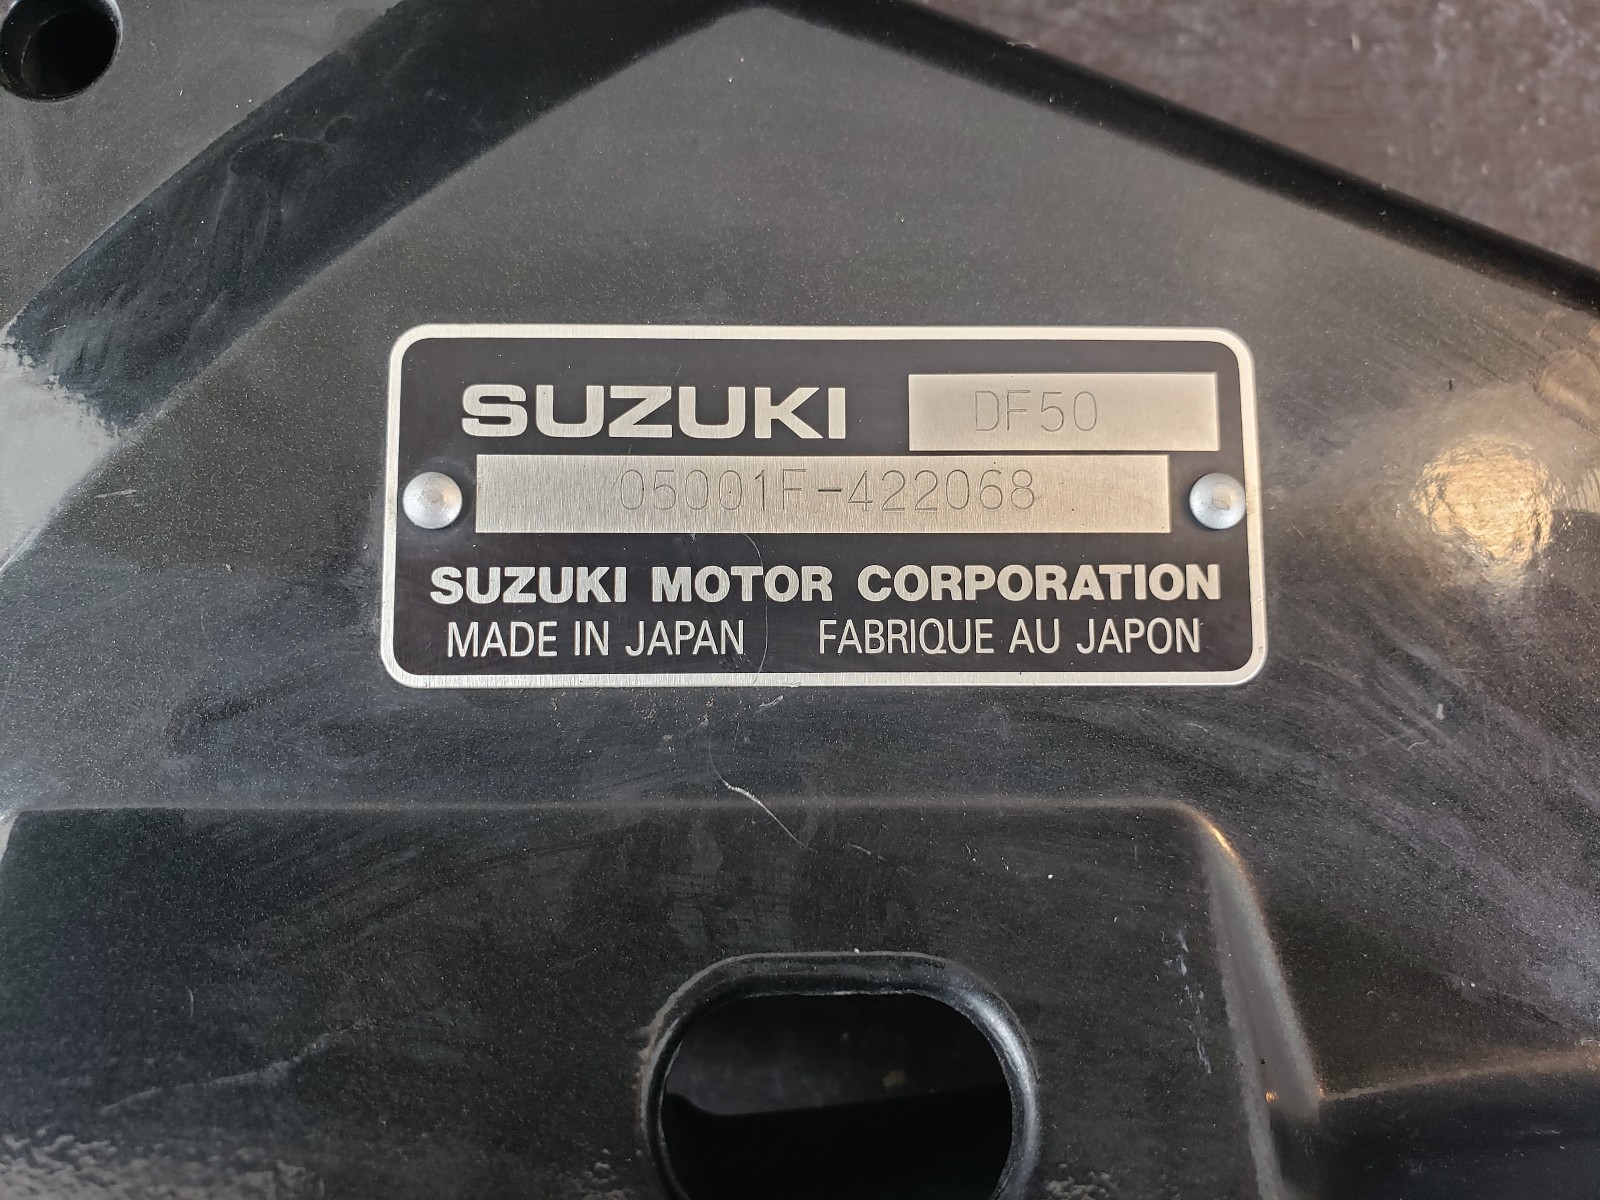 SUZUKI DF50
05001F-422068
SUZUKI MOTOR CORPORATION
MADE IN JAPAN FABRIQUE AU JAPON